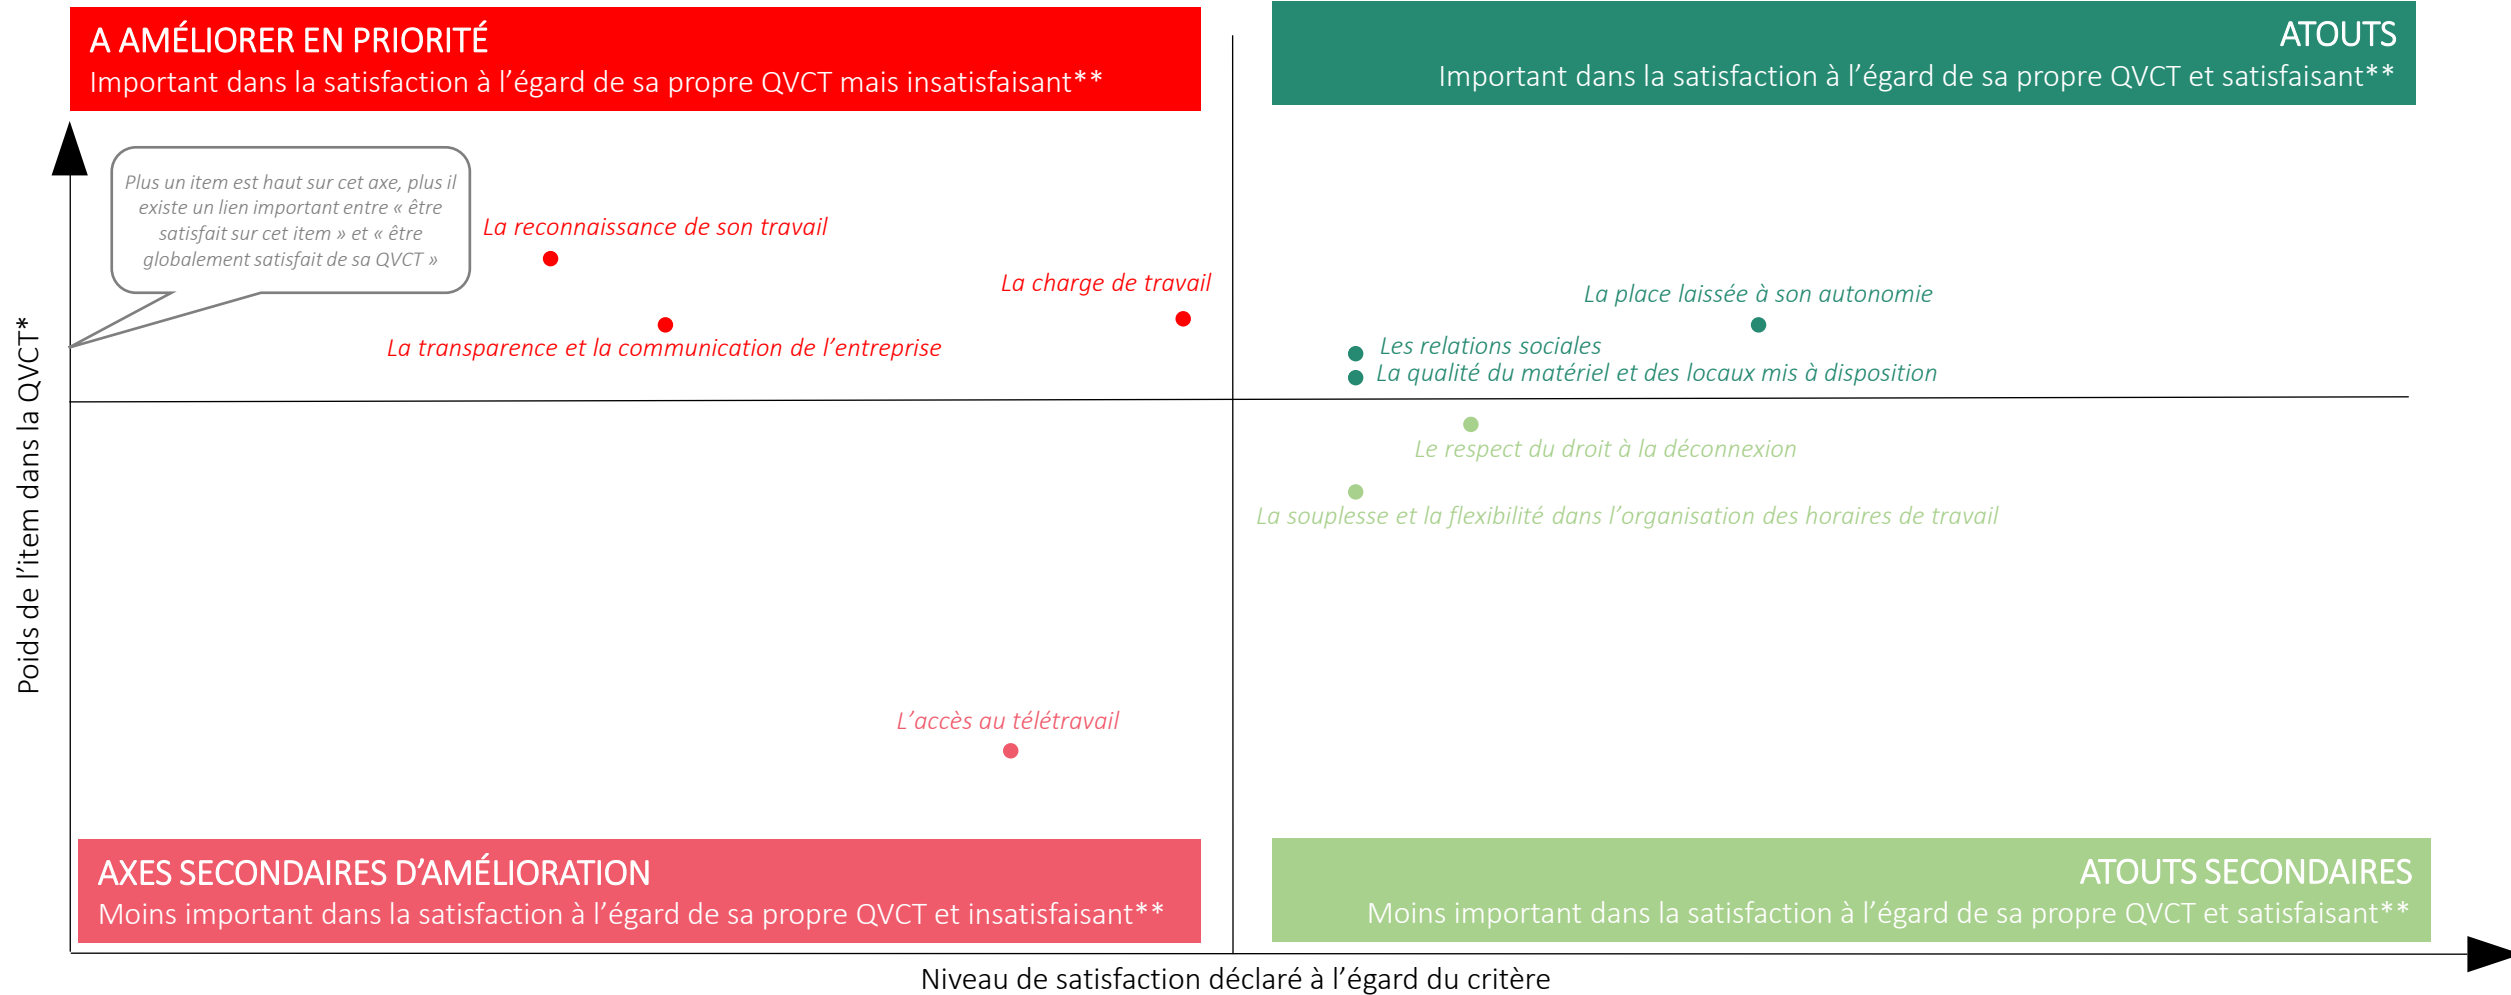 A AMÉLIORER EN PRIORITÉ
Important dans la satisfaction à l’égard de sa propre QVCT mais insatisfaisant**
ATOUTS
Important dans la satisfaction à l’égard de sa propre QVCT et satisfaisant**
Plus un item est haut sur cet axe, plus il
existe un lien important entre « être
satisfait sur cet item » et « être
globalement satisfait de sa QVCT »
La reconnaissance de son travail
La charge de travail
La transparence et la communication de l’entreprise
La place laissée à son autonomie
Les relations sociales
La qualité du matériel et des locaux mis à disposition
Le respect du droit à la déconnexion
La souplesse et la flexibilité dans l’organisation des horaires de travail
Poids de l’item dans la QVCT*
L’accès au télétravail
AXES SECONDAIRES D’AMÉLIORATION
Moins important dans la satisfaction à l’égard de sa propre QVCT et insatisfaisant**
ATOUTS SECONDAIRES
Moins important dans la satisfaction à l’égard de sa propre QVCT et satisfaisant**
Niveau de satisfaction déclaré à l’égard du critère